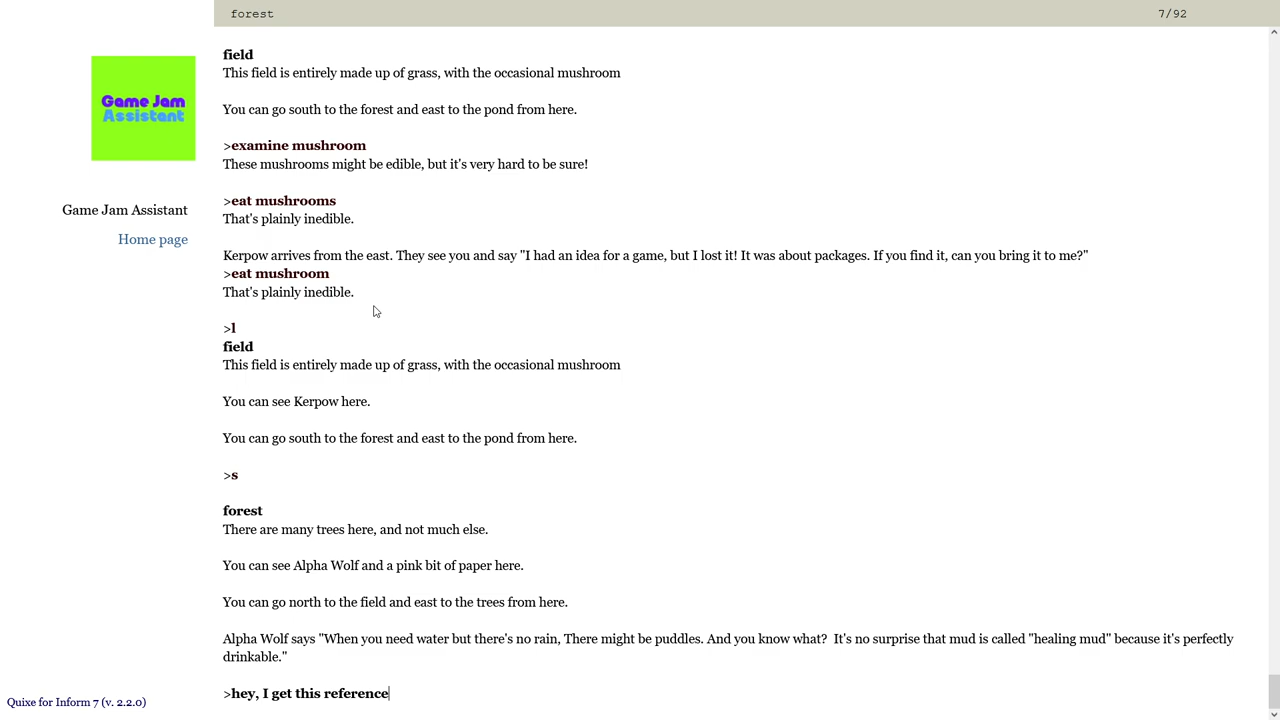 forest 7/92
field
This field is entirely made up of grass, with the occasional mushroom
You can go south to the forest and east to the pond from here.
>examine mushroom
These mushrooms might be edible, but it's very hard to be sure!
>eat mushrooms
That's plainly inedible.
Kerpow arrives from the east. They see you and say "I had an idea for a game, but I lost it! It was about packages. If you find it, can you bring it to me?"
>eat mushroom
That's plainly inedible.
>l
field
This field is entirely made up of grass, with the occasional mushroom
You can see Kerpow here.
You can go south to the forest and east to the pond from here.
>s
forest
There are many trees here, and not much else.
You can see Alpha Wolf and a pink bit of paper here.
You can go north to the field and east to the trees from here.
Alpha Wolf says "When you need water but there's no rain, There might be puddles. And you know what?  It's no surprise that mud is called "healing mud" because it's perfectly
drinkable."
>hey, I get this reference
Game Jam
Assistant
Game Jam Assistant
Home page
Quixe for Inform 7 (v. 2.2.0)